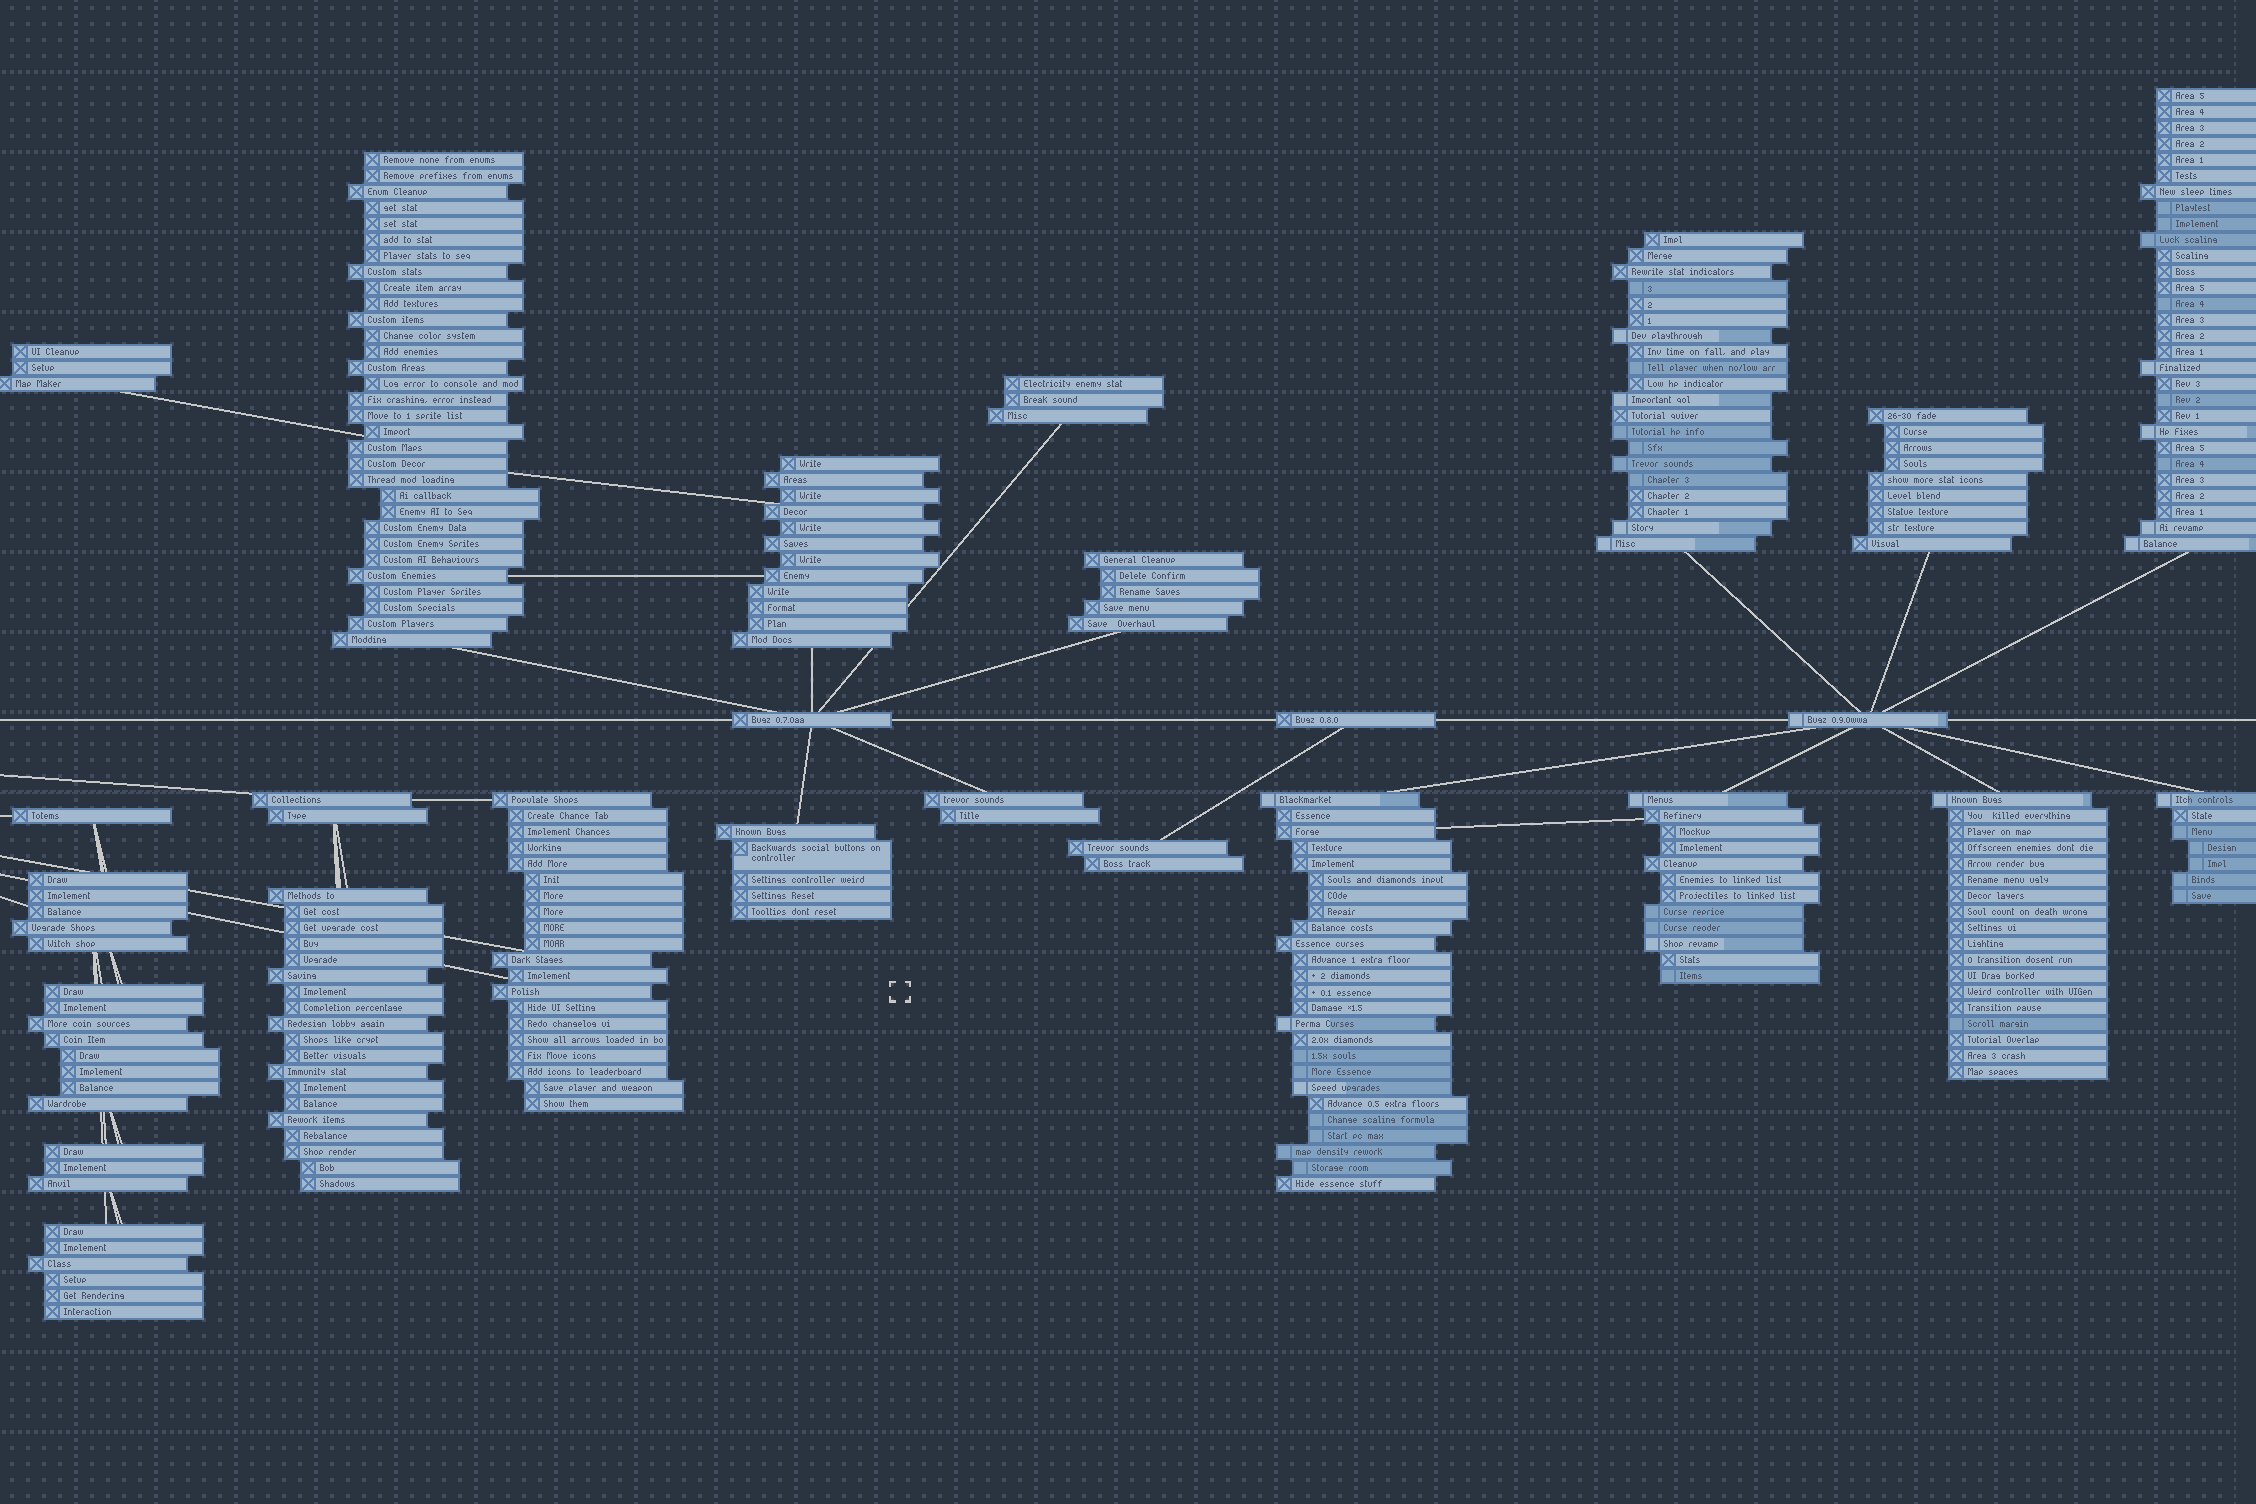 UI Cleanup
Setup
Map Maker
Remove none from enums
Remove prefixes from enums
Enum Cleanup
get stat
set stat
add to stat
Player stats to seq
Custom stats
Create item array
Add textures
Custom items
Change color system
Add enemies
Custom Areas
Log error to console and mod
Fix crashing, error instead
Move to 1 sprite list
Import
Custom Maps
Custom Decor
Thread mod loading
Ai callback
Enemy AI to Seq
Custom Enemy Data
Custom Enemy Sprites
Custom AI Behaviours
Custom Enemies
Custom Player Sprites
Custom Specials
Custom Players
Modding
Write
Areas
Write
Decor
Write
Saves
Write
Enemy
Write
Format
Plan
Mod Docs
Electricity enemy stat
Break sound
Misc
General Cleanup
Delete Confirm
Rename Saves
Save menu
Save Overhaul
Impl
Merge
Rewrite stat indicators
3
2
1
Dev playthrough
Inv time on fall, and play
Tell player when no/low arr
Low hp indicator
Important qol
Tutorial quiver
Tutorial hp info
Sfx
Trevor sounds
Chapter 3
Chapter 2
Chapter 1
Story
Misc
26-30 fade
Curse
Arrows
Souls
show more stat icons
Level blend
Statue texture
str texture
Visual
Area 5
Area 4
Area 3
Area 2
Area 1
Tests
New sleep times
Playtest
Implement
Luck scaling
Scaling
Boss
Area 5
Area 4
Area 3
Area 2
Area 1
Finalized
Rev 3
Rev 2
Rev 1
Hp Fixes
Area 5
Area 4
Area 3
Area 2
Area 1
Ai revamp
Balance
Bugz 0.7.0aa
Bugz 0.8.0
Bugz 0.9.0wwa
Totems
Draw
Implement
Balance
Upgrade Shops
Witch shop
Draw
Implement
More coin sources
Coin Item
Draw
Implement
Balance
Wardrobe
Draw
Implement
Anvil
Draw
Implement
Class
Setup
Get Rendering
Interaction
Collections
Type
Methods to
Get cost
Get upgrade cost
Buy
Upgrade
Saving
Implement
Completion percentage
Redesign lobby again
Shops like crypt
Better visuals
Immunity stat
Implement
Balance
Rework items
Rebalance
Shop render
Bob
Shadows
Populate Shops
Create Chance Tab
Implement Chances
Working
Add More
Init
More
More
MORE
MOAR
Dark Stages
Implement
Polish
Hide UI Setting
Redo changelog ui
Show all arrows loaded in bo
Fix Move icons
Add icons to leaderboard
Save player and weapon
Show them
Known Bugs
Backwards social buttons on
controller
Settings controller weird
Settings Reset
Tooltips dont reset
trevor sounds
Title
Trevor sounds
Boss track
Blackmarket
Essence
Forge
Texture
Implement
Souls and diamonds input
COde
Repair
Balance costs
Essence curses
Advance 1 extra floor
+ 2 diamonds
+ 0.1 essence
Damage *1.5
Perma Curses
2.0x diamonds
1.5x souls
More Essence
Speed upgrades
Advance 0.5 extra floors
Change scaling formula
Start pc max
map density rework
Storage room
Hide essence stuff
Menus
Refinery
Mockup
Implement
Cleanup
Enemies to linked list
Projectiles to linked list
Curse reprice
Curse reoder
Shop revamp
Stats
Items
Known Bugs
You Killed everything
Player on map
Offscreen enemies dont die
Arrow render bug
Rename menu ugly
Decor layers
Soul count on death wrong
Settings ui
Lighting
0 transition dosent run
UI Drag borked
Weird controller with UIGen
Transition pause
Scroll margin
Tutorial Overlap
Area 3 crash
Map spaces
Itch controls
State
Menu
Design
Impl
Binds
Save